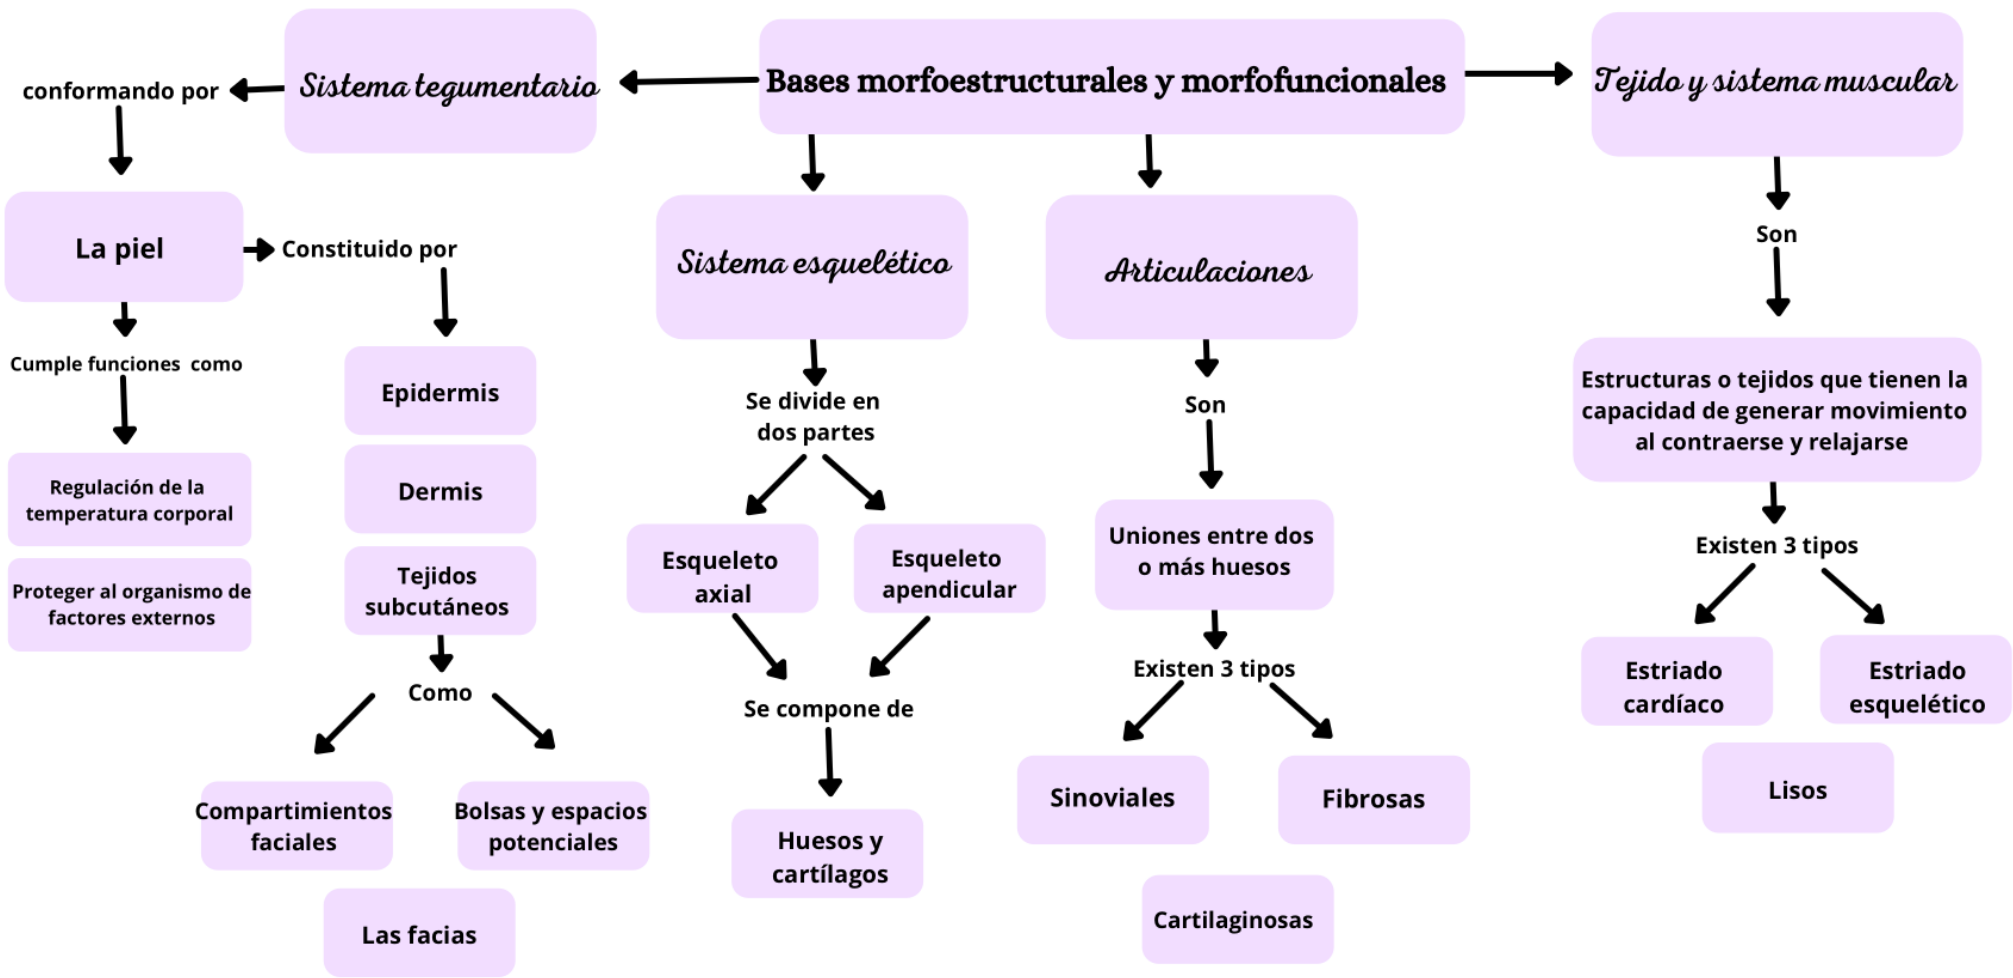 Bases morfoestructurales y morfofuncionales
Sistema tegumentario
conformando por
La piel
Constituido por
Cumple funciones  como
Regulación de la
temperatura corporal
Proteger al organismo de
factores externos
Epidermis
Dermis
Tejidos
subcutáneos
Como
Compartimientos
faciales
Bolsas y espacios
potenciales
Las facias
Sistema esquelético
Se divide en
dos partes
Esqueleto
axial
Esqueleto
apendicular
Se compone de
Huesos y
cartílagos
Articulaciones
Son
Uniones entre dos
o más huesos
Existen 3 tipos
Sinoviales
Fibrosas
Cartilaginosas
Tejido y sistema muscular
Son
Estructuras o tejidos que tienen la
capacidad de generar movimiento
al contraerse y relajarse
Existen 3 tipos
Estriado
cardíaco
Estriado
esquelético
Lisos